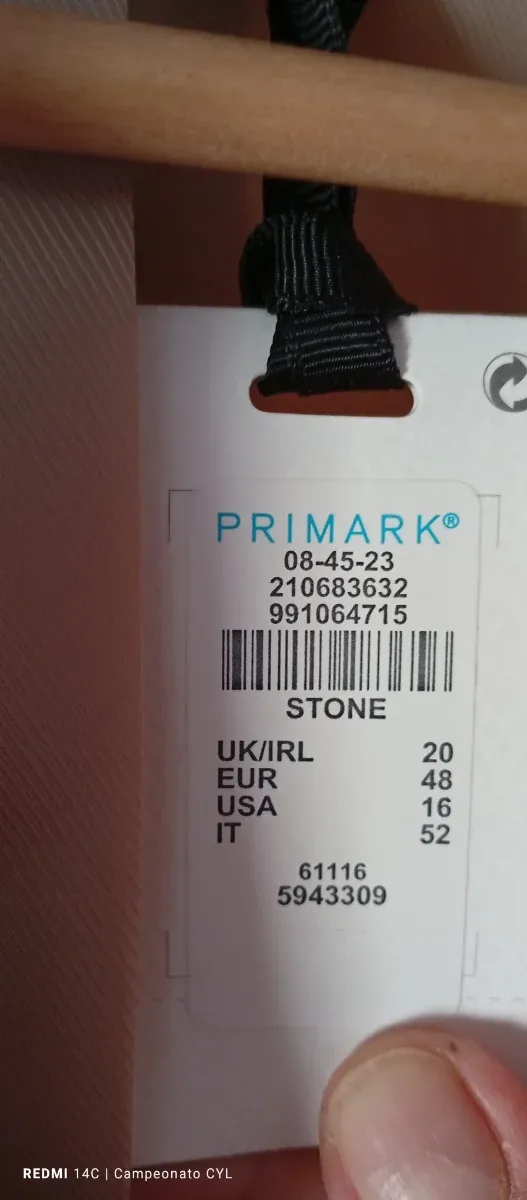 PRIMARK®
08-45-23
210683632
991064715
STONE
UK/IRL 20
EUR 48
USA 16
IT 52
61116
5943309
REDMI 14C | Campeonato CYL